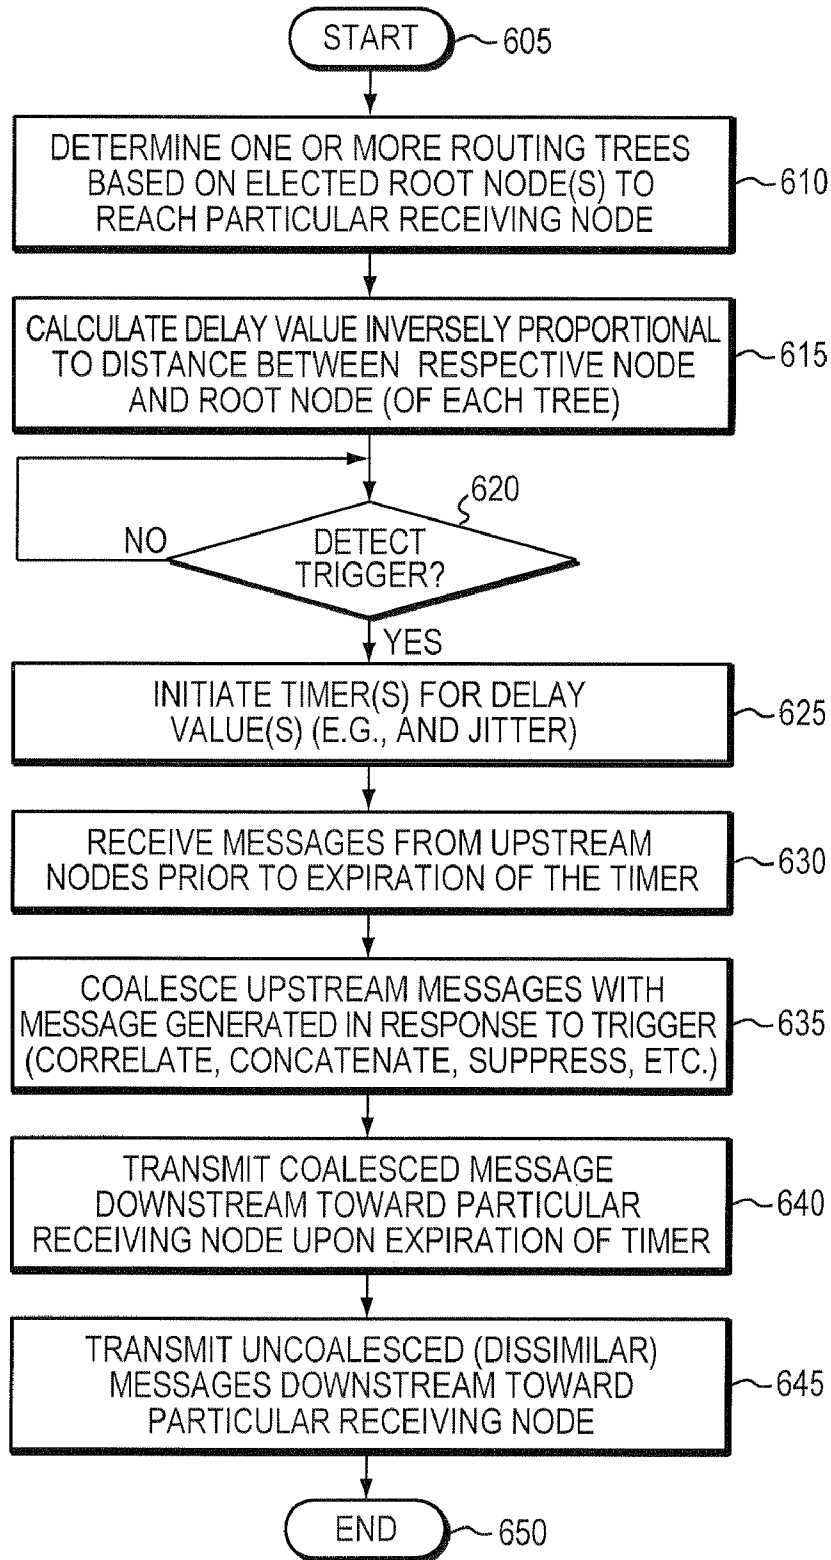 START
605
DETERMINE ONE OR MORE ROUTING TREES
BASED ON ELECTED ROOT NODE(S) TO
REACH PARTICULAR RECEIVING NODE
610
CALCULATE DELAY VALUE INVERSELY PROPORTIONAL
TO DISTANCE BETWEEN RESPECTIVE NODE
AND ROOT NODE (OF EACH TREE)
615
620
DETECT
TRIGGER?
NO
YES
INITIATE TIMER(S) FOR DELAY
VALUE(S) (E.G., AND JITTER)
625
RECEIVE MESSAGES FROM UPSTREAM
NODES PRIOR TO EXPIRATION OF THE TIMER
630
COALESCE UPSTREAM MESSAGES WITH
MESSAGE GENERATED IN RESPONSE TO TRIGGER
(CORRELATE, CONCATENATE, SUPPRESS, ETC.)
635
TRANSMIT COALESCED MESSAGE
DOWNSTREAM TOWARD PARTICULAR
RECEIVING NODE UPON EXPIRATION OF TIMER
640
TRANSMIT UNCOALESCED (DISSIMILAR)
MESSAGES DOWNSTREAM TOWARD
PARTICULAR RECEIVING NODE
645
END
650